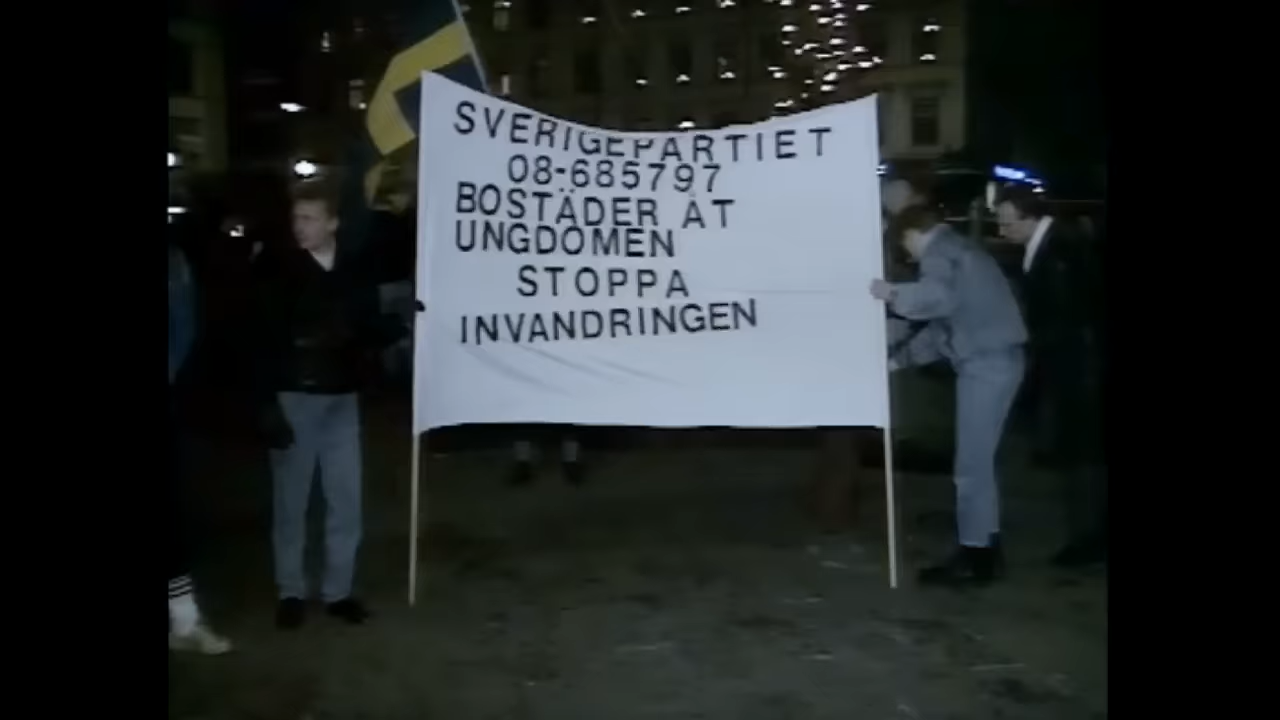 SVERIGEPARTIET
08-685797
BOSTÄDER ÅT
UNGDOMEN
STOPPA
INVANDRINGEN